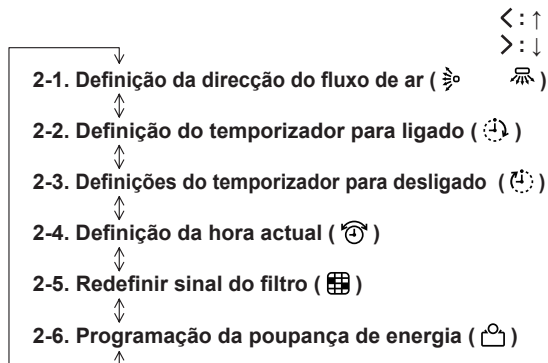 < : ↑
> : ↓
2-1. Definição da direcção do fluxo de ar ( )
2-2. Definição do temporizador para ligado ( )
2-3. Definições do temporizador para desligado ( )
2-4. Definição da hora actual ( )
2-5. Redefinir sinal do filtro ( )
2-6. Programação da poupança de energia ( )